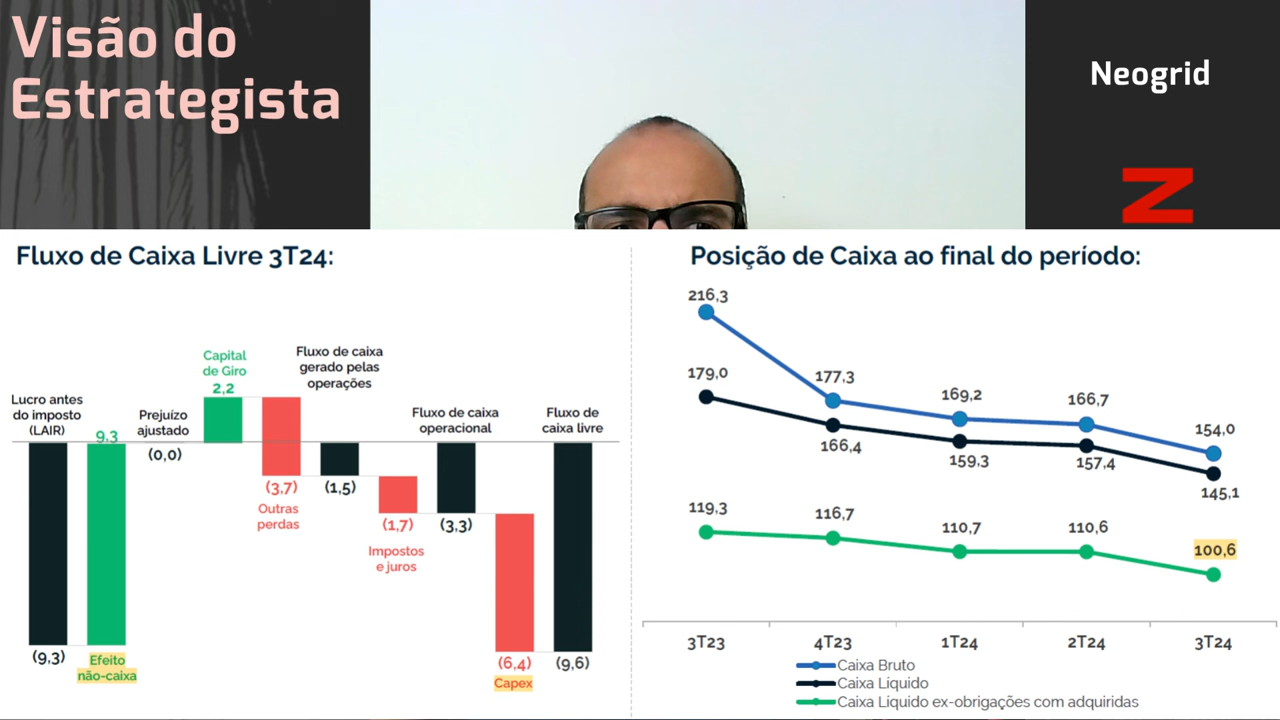 Visão do
Estrategista
Neogrid
Fluxo de Caixa Livre 3T24:
Lucro antes
do imposto
(LAIR)
(9,3)
9,3
Efeito
não-caixa
Prejuízo
ajustado
(0,0)
Capital
de Giro
2,2
(3,7)
Outras
perdas
Fluxo de caixa
gerado pelas
operações
(1,5)
(1,7)
Impostos
e juros
Fluxo de caixa
operacional
(3,3)
(6,4)
Capex
Fluxo de
caixa livre
(9,6)
Posição de Caixa ao final do período:
216,3
177,3
169,2
166,7
154,0
179,0
166,4
159,3
157,4
145,1
119,3
116,7
110,7
110,6
100,6
3T23
4T23
1T24
2T24
3T24
Caixa Bruto
Caixa Liquido
Caixa Liquido ex-obrigações com adquiridas